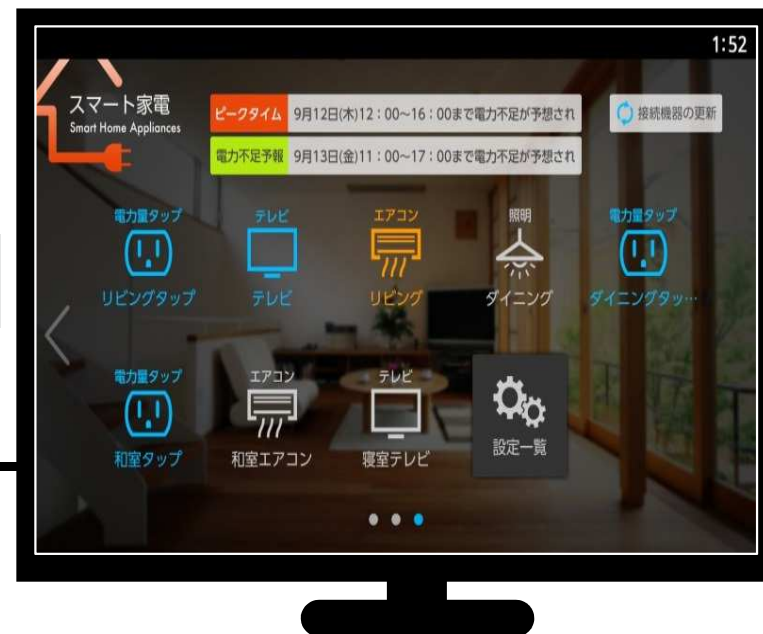 1:52
スマート家電
Smart Home Appliances
ピークタイム 9月12日(木)12：00～16：00まで電力不足が予想され
接続機器の更新
電力不足予報 9月13日(金)11：00～17：00まで電力不足が予想され
電力量タップ
リビングタップ
テレビ
テレビ
エアコン
リビング
照明
ダイニング
電力量タップ
ダイニングタッ…
電力量タップ
和室タップ
エアコン
和室エアコン
テレビ
寝室テレビ
設定一覧